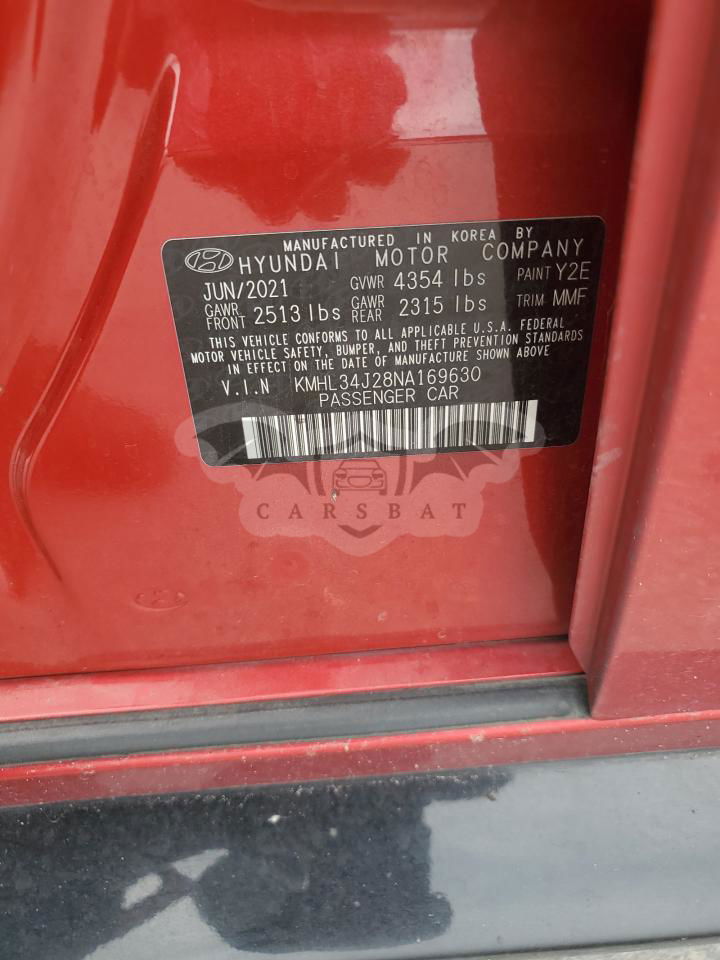 MANUFACTURED IN KOREA BY
HYUNDAI MOTOR COMPANY
JUN/2021 GVWR 4354 lbs PAINT Y2E
GAWR FRONT 2513 lbs GAWR REAR 2315 lbs TRIM MMF
THIS VEHICLE CONFORMS TO ALL APPLICABLE U.S.A. FEDERAL
MOTOR VEHICLE SAFETY, BUMPER, AND THEFT PREVENTION STANDARDS
IN EFFECT ON THE DATE OF MANUFACTURE SHOWN ABOVE
V.I.N KMHL34J28NA169630
PASSENGER CAR
CARSBAT